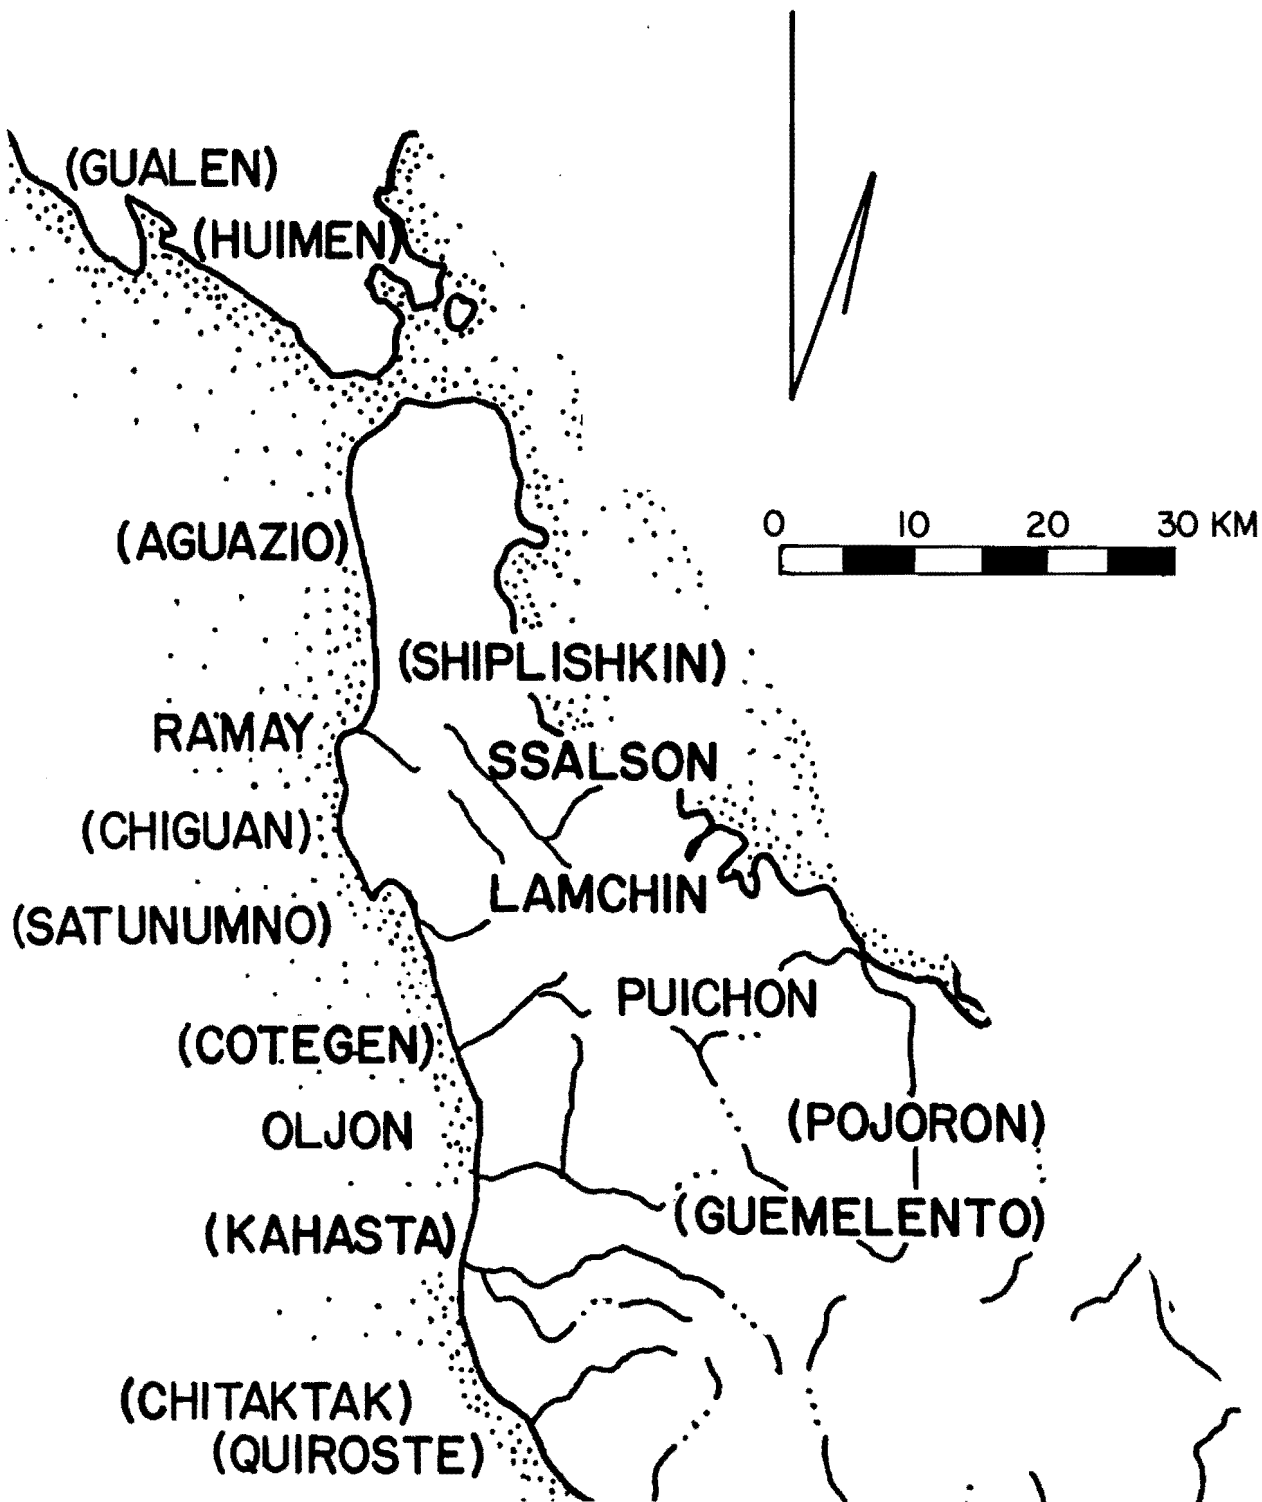 (GUALEN)
(HUIMEN)
0 10 20 30 KM
(AGUAZIO)
(SHIPLISHKIN)
RAMAY
SSALSON
(CHIGUAN)
LAMCHIN
(SATUNUMNO)
PUICHON
(COTEGEN)
(POJORON)
OLJON
(GUEMELENTO)
(KAHASTA)
(CHITAKTAK)
(QUIROSTE)